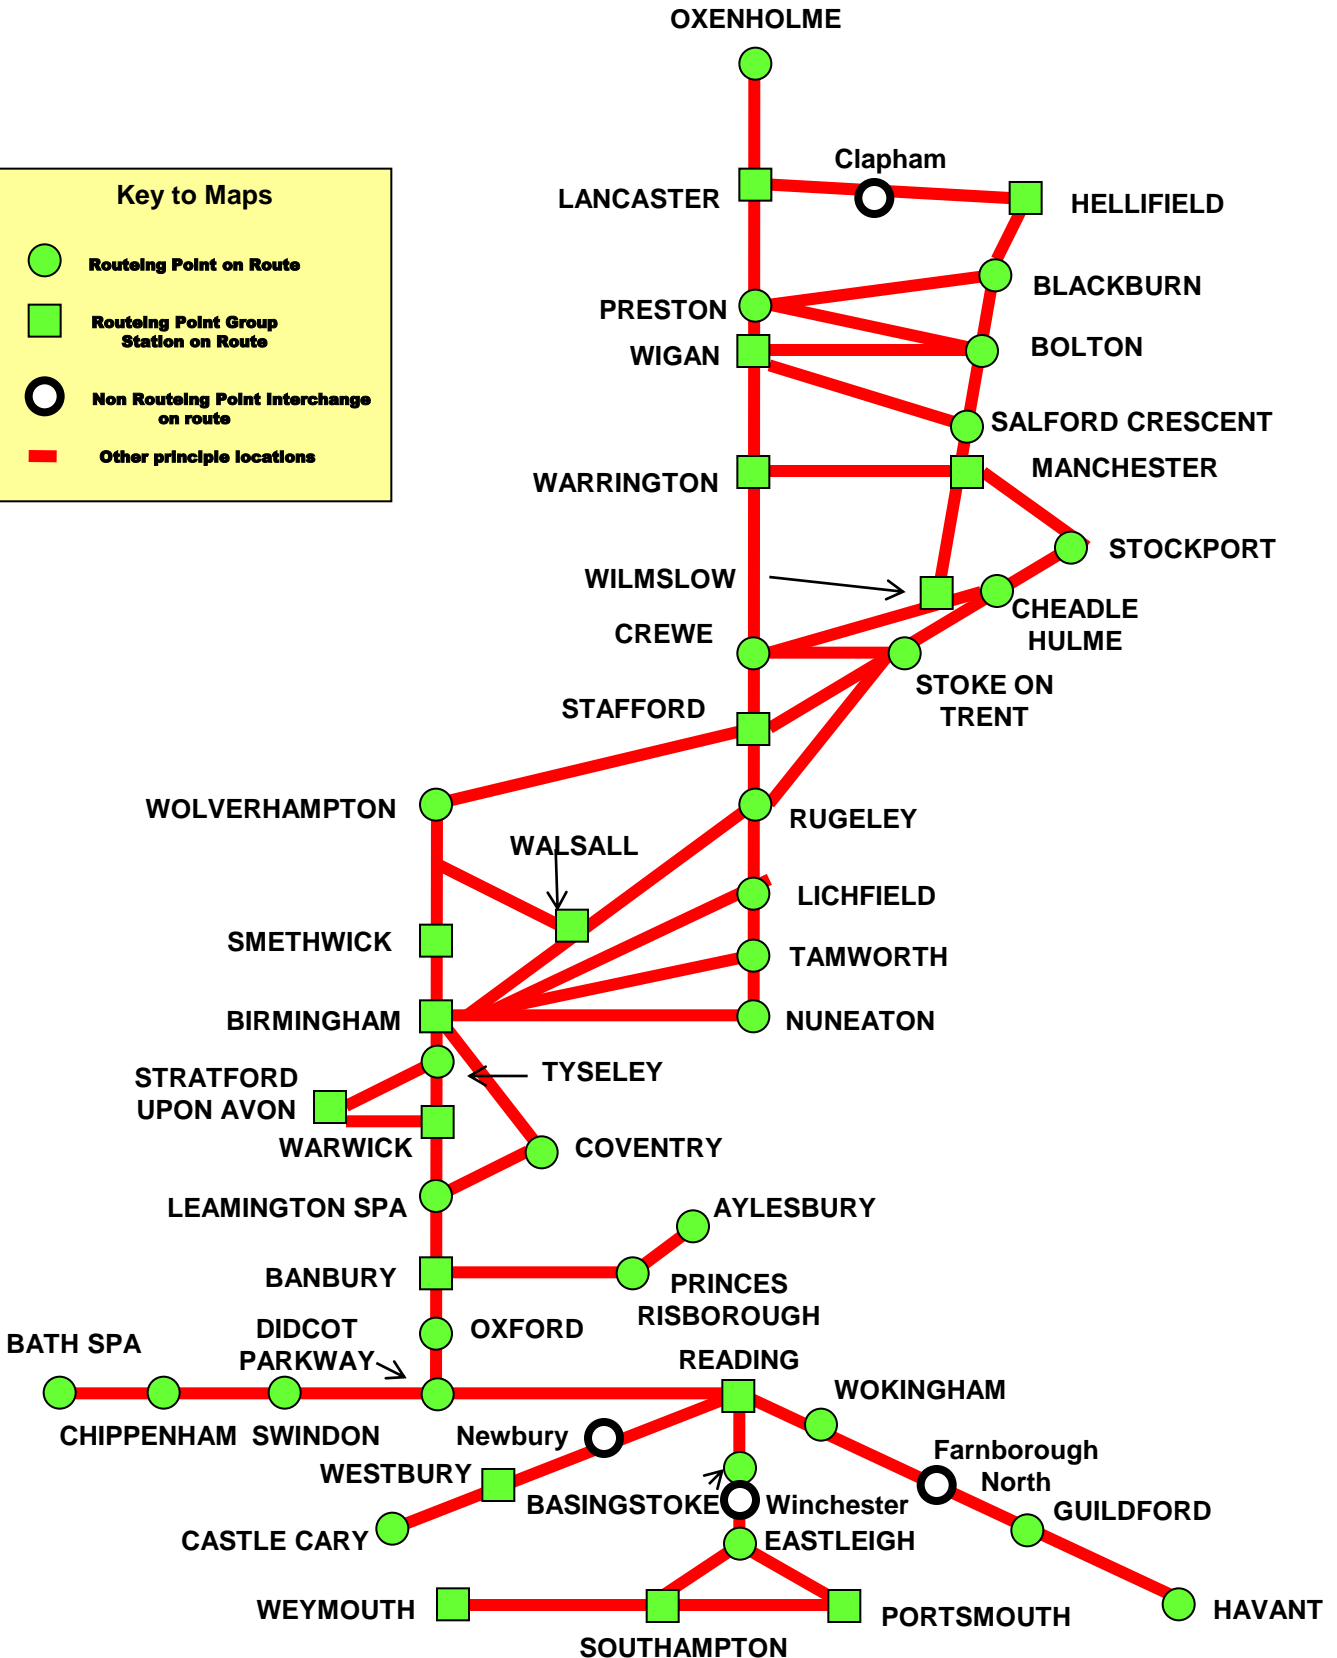 OXENHOLME
Clapham
LANCASTER
HELLIFIELD
Key to Maps
Routeing Point on Route
Routeing Point Group
Station on Route
Non Routeing Point Interchange
on route
Other principle locations
BLACKBURN
PRESTON
BOLTON
WIGAN
SALFORD CRESCENT
MANCHESTER
WARRINGTON
STOCKPORT
WILMSLOW
CHEADLE
HULME
CREWE
STOKE ON
TRENT
STAFFORD
WOLVERHAMPTON
RUGELEY
WALSALL
LICHFIELD
SMETHWICK
TAMWORTH
BIRMINGHAM
NUNEATON
TYSELEY
STRATFORD
UPON AVON
WARWICK
COVENTRY
LEAMINGTON SPA
AYLESBURY
BANBURY
PRINCES
RISBOROUGH
OXFORD
DIDCOT
PARKWAY
BATH SPA
READING
WOKINGHAM
CHIPPENHAM
SWINDON
Newbury
Farnborough
North
WESTBURY
BASINGSTOKE
Winchester
GUILDFORD
CASTLE CARY
EASTLEIGH
WEYMOUTH
PORTSMOUTH
HAVANT
SOUTHAMPTON